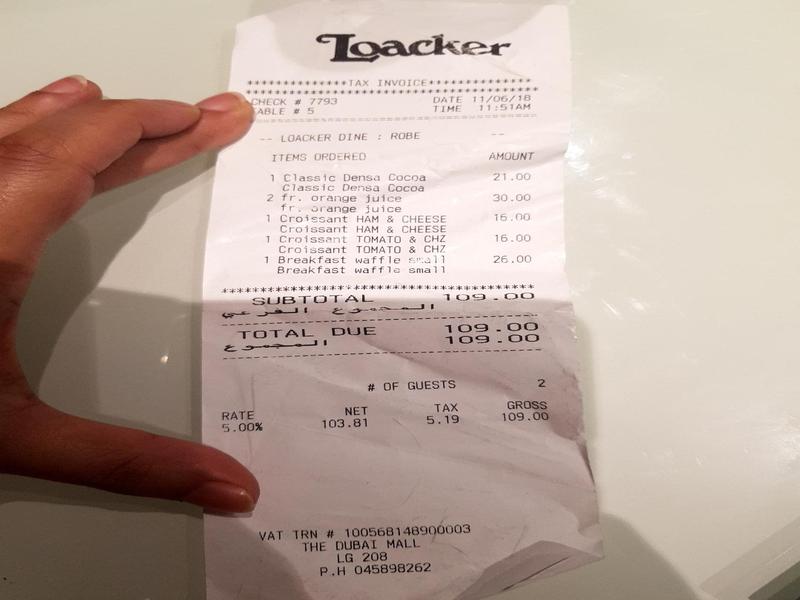 Loacker
******************TAX INVOICE******************
***********************************************
CHECK # 7793 DATE 11/06/18
TABLE # 5 TIME 11:51AM
-- LOACKER DINE : ROBE --
ITEMS ORDERED AMOUNT
1 Classic Densa Cocoa 21.00
Classic Densa Cocoa
2 fr. orange juice 30.00
fr. orange juice
1 Croissant HAM & CHEESE 16.00
Croissant HAM & CHEESE
1 Croissant TOMATO & CHZ 16.00
Croissant TOMATO & CHZ
1 Breakfast waffle small 26.00
Breakfast waffle small
***********************************************
SUBTOTAL 109.00
المجموع الفرعي
TOTAL DUE 109.00
المجموع 109.00
# OF GUESTS 2
RATE NET TAX GROSS
5.00% 103.81 5.19 109.00
VAT TRN # 100568148900003
THE DUBAI MALL
LG 208
P.H 045898262